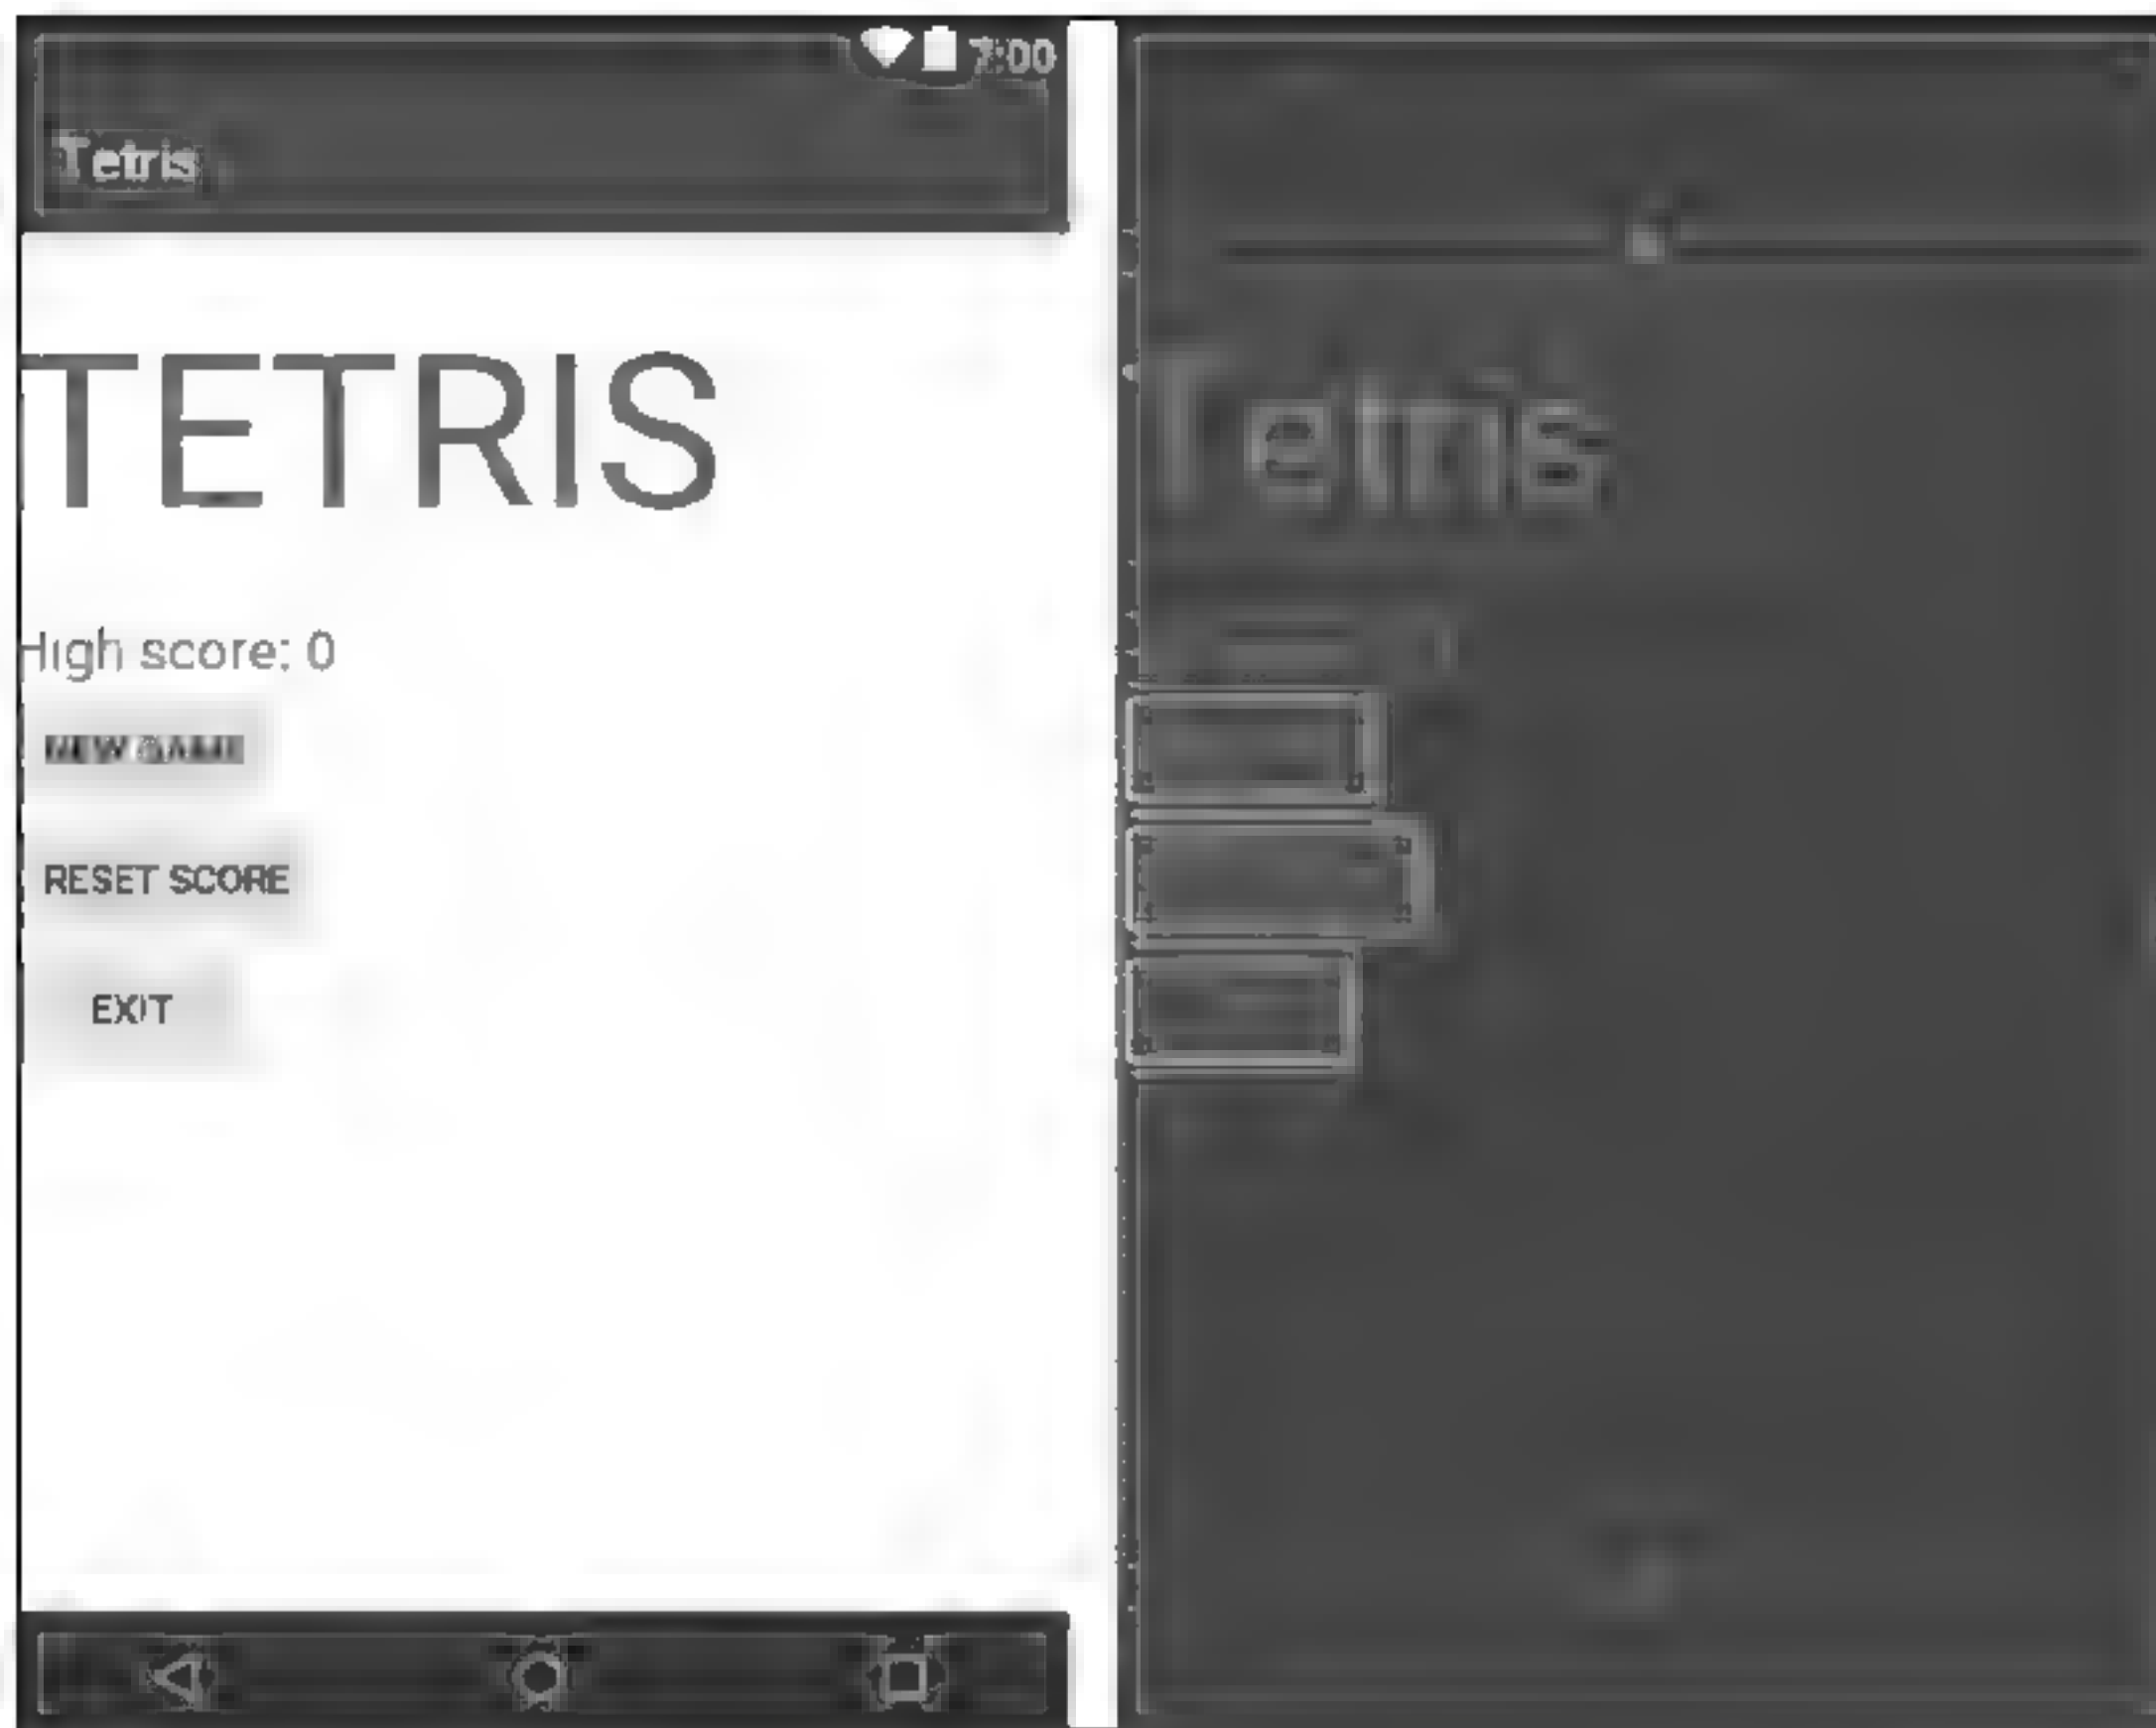 7:00
Tetris
TETRIS
High score: 0
NEW GAME
RESET SCORE
EXIT
Tetris